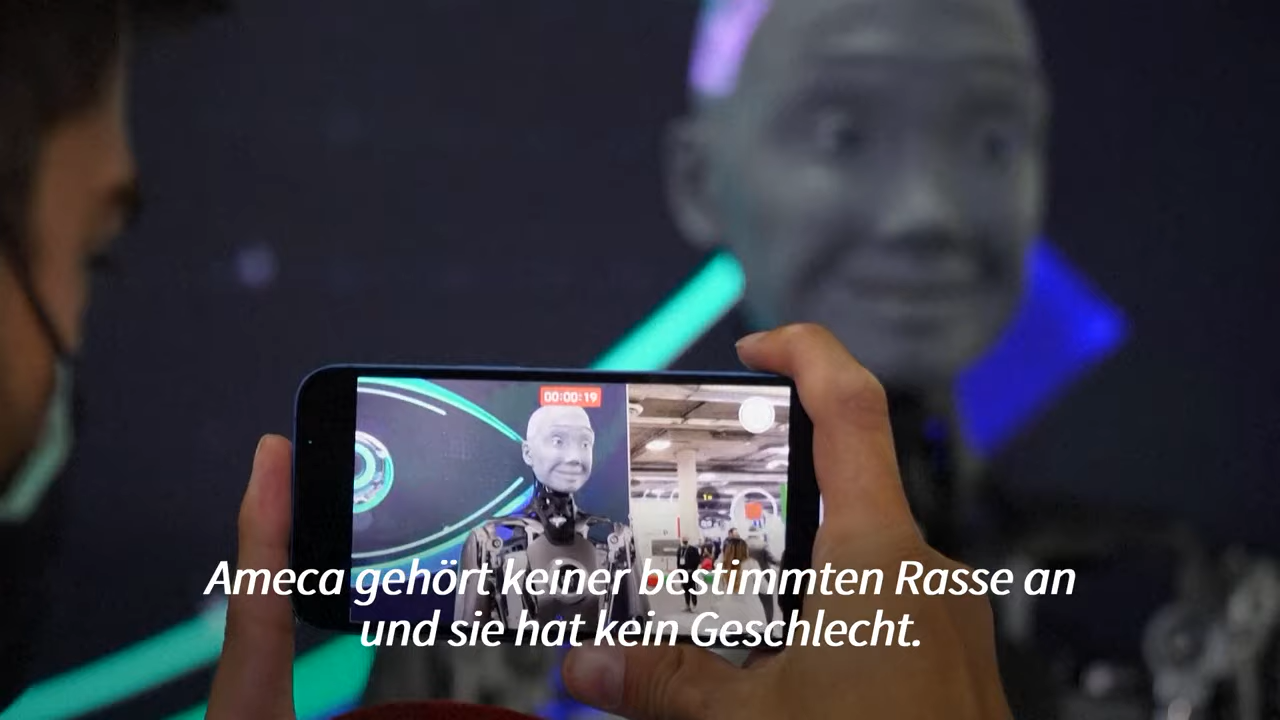 00:00:19
Ameca gehört keiner bestimmten Rasse an
und sie hat kein Geschlecht.